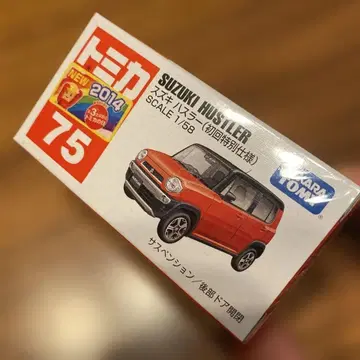 トミカ
NEW
2014
75
SUZUKI HUSTLER
スズキ ハスラー(初回特別仕様)
SCALE 1/58
TAKARA
TOMY
サスペンション/後部ドア開閉